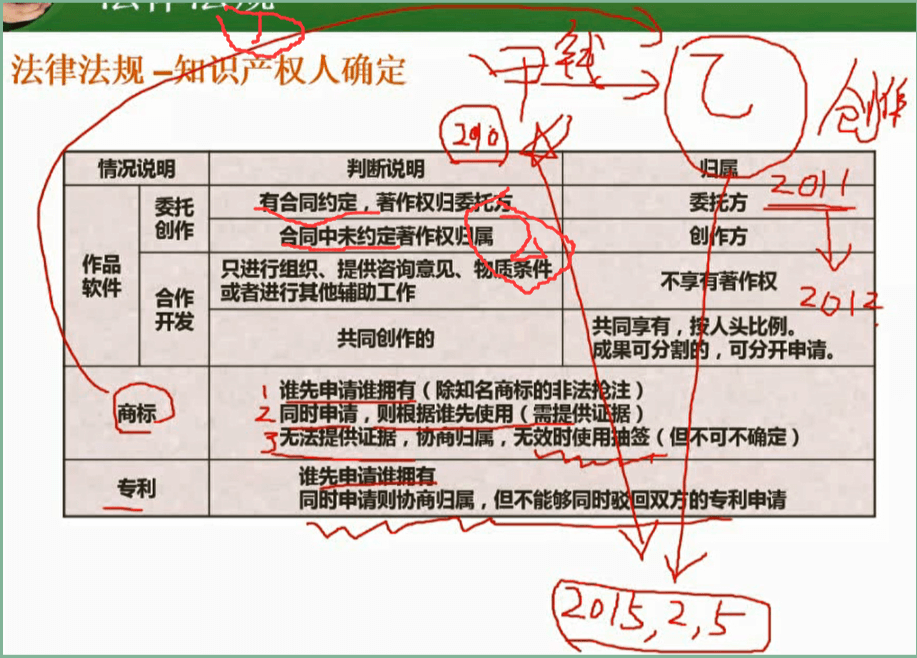 法律法规
法律法规–知识产权人确定
甲 钱 乙 创作
情况说明 判断说明 归属
作品
软件
委托
创作
有合同约定，著作权归委托方 委托方
2011
合同中未约定著作权归属 创作方
合作
开发
只进行组织、提供咨询意见、物质条件
或者进行其他辅助工作
不享有著作权
2012
共同创作的
共同享有，按人头比例。
成果可分割的，可分开申请。
商标
1 谁先申请谁拥有（除知名商标的非法抢注）
2 同时申请，则根据谁先使用（需提供证据）
3 无法提供证据，协商归属，无效时使用抽签（但不可不确定）
专利
谁先申请谁拥有
同时申请则协商归属，但不能够同时驳回双方的专利申请
2015,2,5